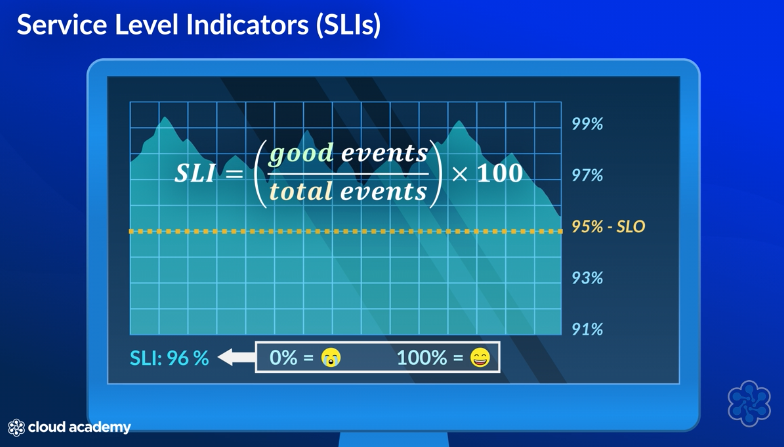 Service Level Indicators (SLIs)
99%
SLI = (good events / total events) × 100
97%
95% - SLO
93%
91%
SLI: 96 % 0% = 😭 100% = 😄
cloud academy